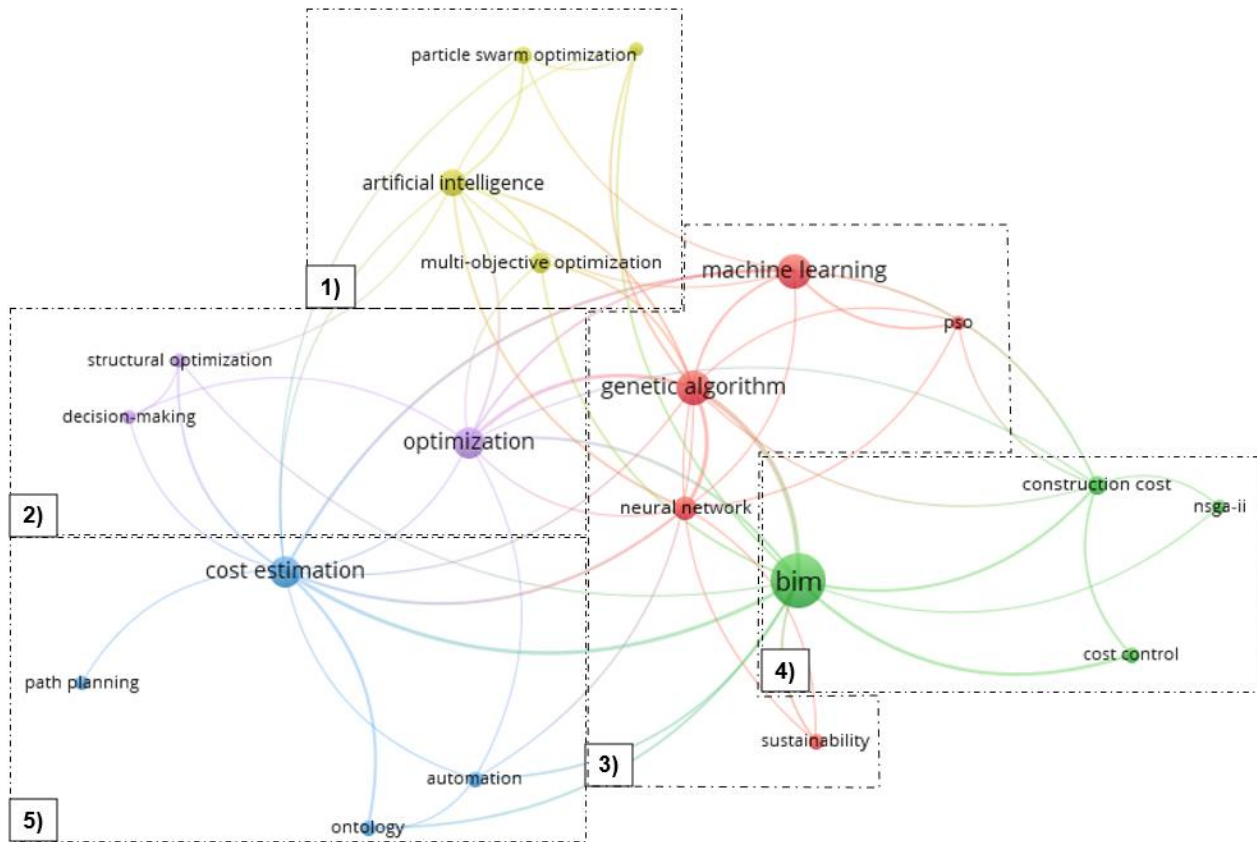 particle swarm optimization
artificial intelligence
multi-objective optimization
1)
machine learning
pso
genetic algorithm
structural optimization
decision-making
optimization
2)
neural network
construction cost
nsga-ii
cost estimation
bim
cost control
4)
path planning
sustainability
3)
automation
ontology
5)